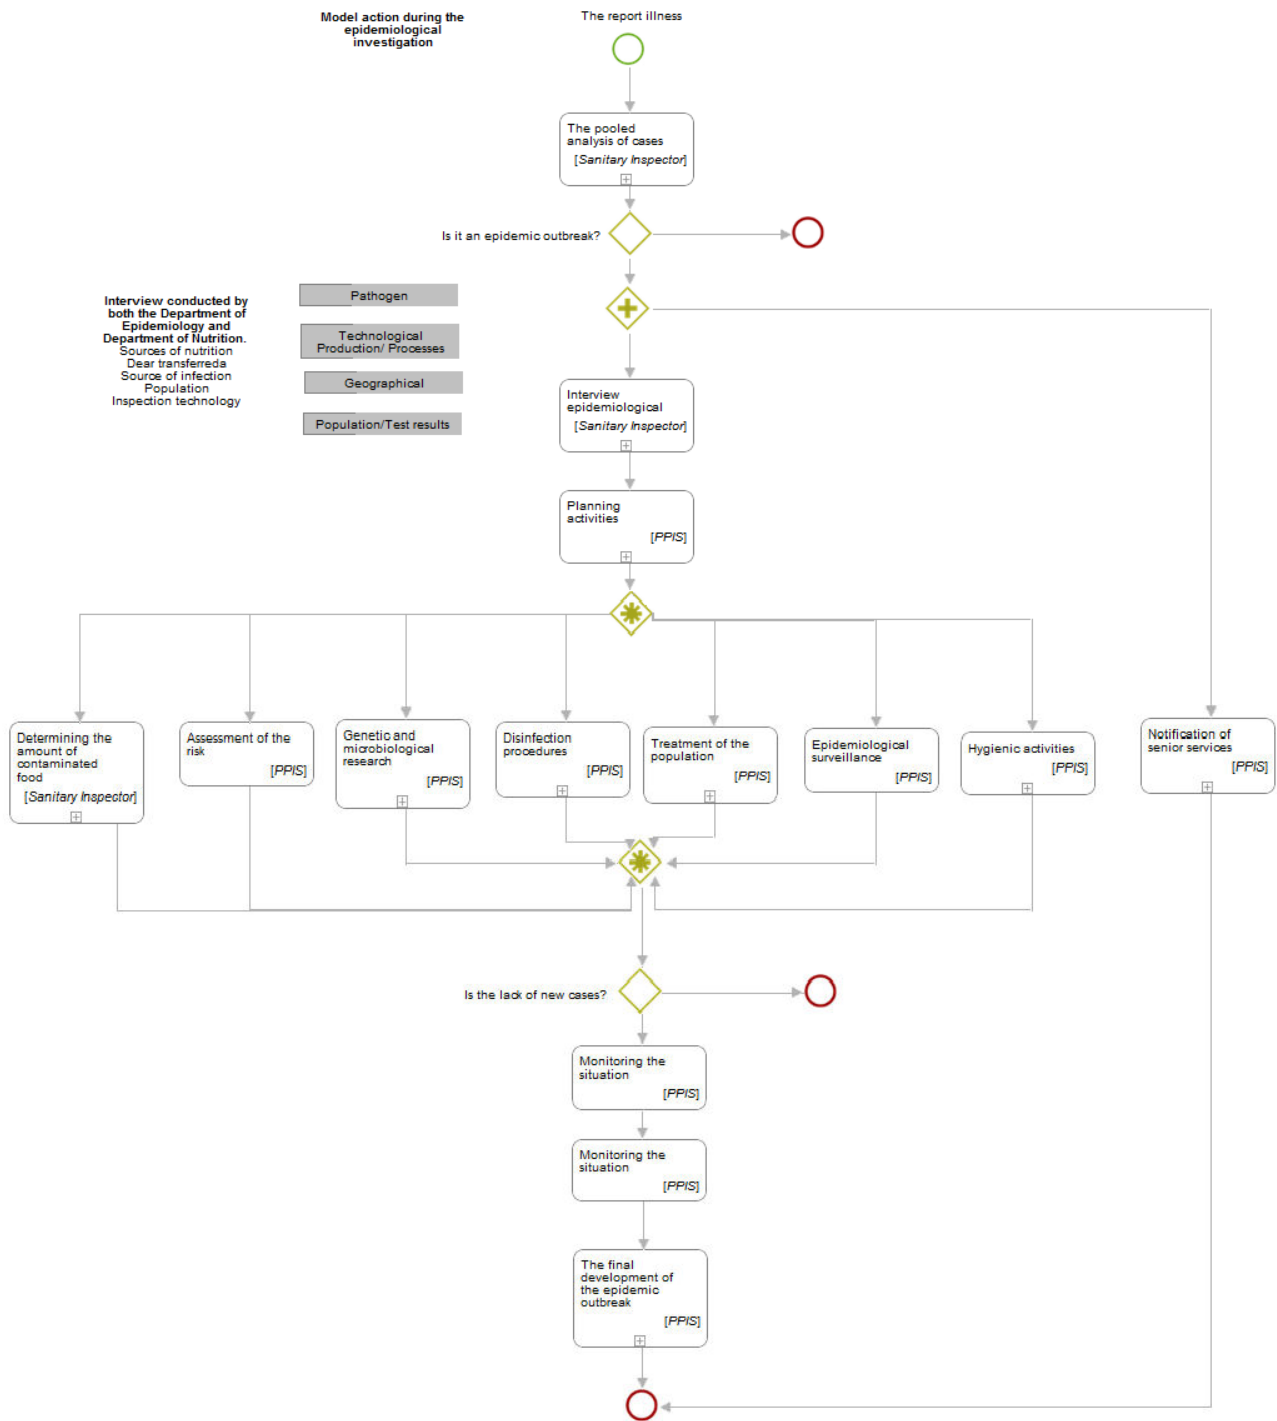 Model action during the
epidemiological
investigation
The report illness
The pooled
analysis of cases
[Sanitary Inspector]
Is it an epidemic outbreak?
Interview conducted by
both the Department of
Epidemiology and
Department of Nutrition.
Sources of nutrition
Dear transferreda
Source of infection
Population
Inspection technology
Pathogen
Technological
Production/ Processes
Geographical
Population/Test results
Interview
epidemiological
[Sanitary Inspector]
Planning
activities
[PPIS]
Determining the
amount of
contaminated
food
[Sanitary Inspector]
Assessment of the
risk
[PPIS]
Genetic and
microbiological
research
[PPIS]
Disinfection
procedures
[PPIS]
Treatment of the
population
[PPIS]
Epidemiological
surveillance
[PPIS]
Hygienic activities
[PPIS]
Notification of
senior services
[PPIS]
Is the lack of new cases?
Monitoring the
situation
[PPIS]
Monitoring the
situation
[PPIS]
The final
development of
the epidemic
outbreak
[PPIS]